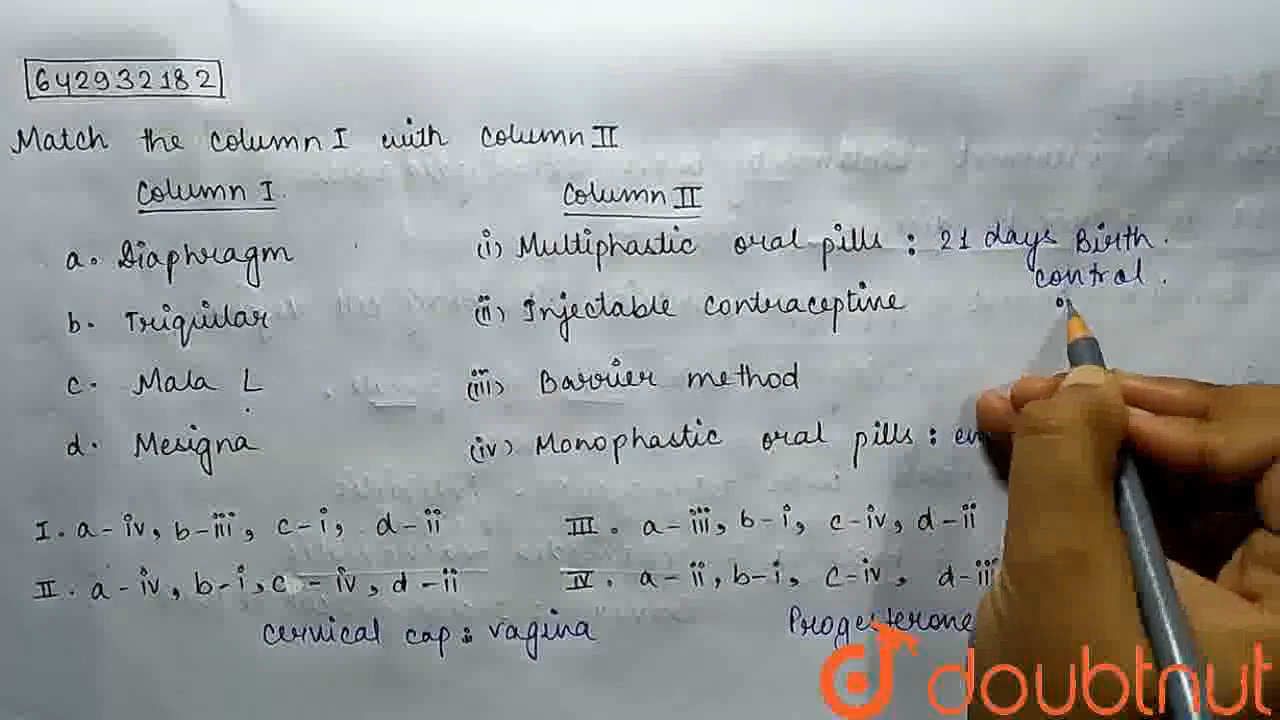 642932182
Match the column I with column II
Column I.
Column II
a. Diaphragm
(i) Multiphastic oral pills : 21 days Birth.
control.
b. Triquilar
(ii) Injectable contraceptine
c. Mala L
(iii) Barrier method
d. Mesigna
(iv) Monophastic oral pills :
I. a-iv, b-iii, c-i, d-ii
III. a-iii, b-i, c-iv, d-ii
II. a-iv, b-i, c-iv, d-ii
IV. a-ii, b-i, c-iv, d-iii
cervical cap : vagina
Progesterone
doubtnut